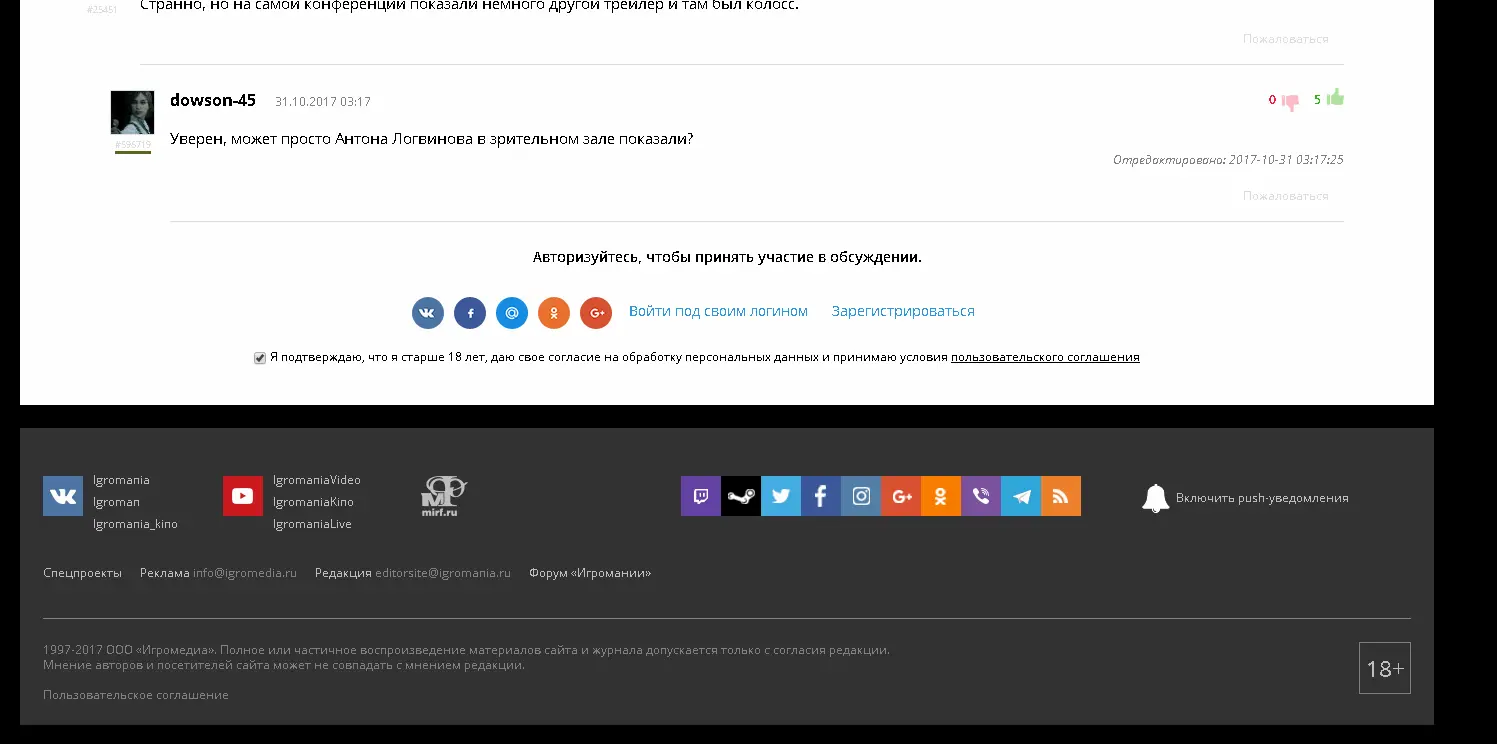 Странно, но на самой конференции показали немного другой трейлер и там был колосс.
#25451
Пожаловаться
dowson-45 31.10.2017 03:17
0 5
Уверен, может просто Антона Логвинова в зрительном зале показали?
#596719
Отредактировано: 2017-10-31 03:17:25
Пожаловаться
Авторизуйтесь, чтобы принять участие в обсуждении.
Войти под своим логином Зарегистрироваться
Я подтверждаю, что я старше 18 лет, даю свое согласие на обработку персональных данных и принимаю условия пользовательского соглашения
Igromania
Igroman
Igromania_kino
IgromaniaVideo
IgromaniaKino
IgromaniaLive
mirf.ru
G+
Включить push-уведомления
Спецпроекты Реклама info@igromedia.ru Редакция editorsite@igromania.ru Форум «Игромании»
1997-2017 ООО «Игромедиа». Полное или частичное воспроизведение материалов сайта и журнала допускается только с согласия редакции.
Мнение авторов и посетителей сайта может не совпадать с мнением редакции.
Пользовательское соглашение
18+